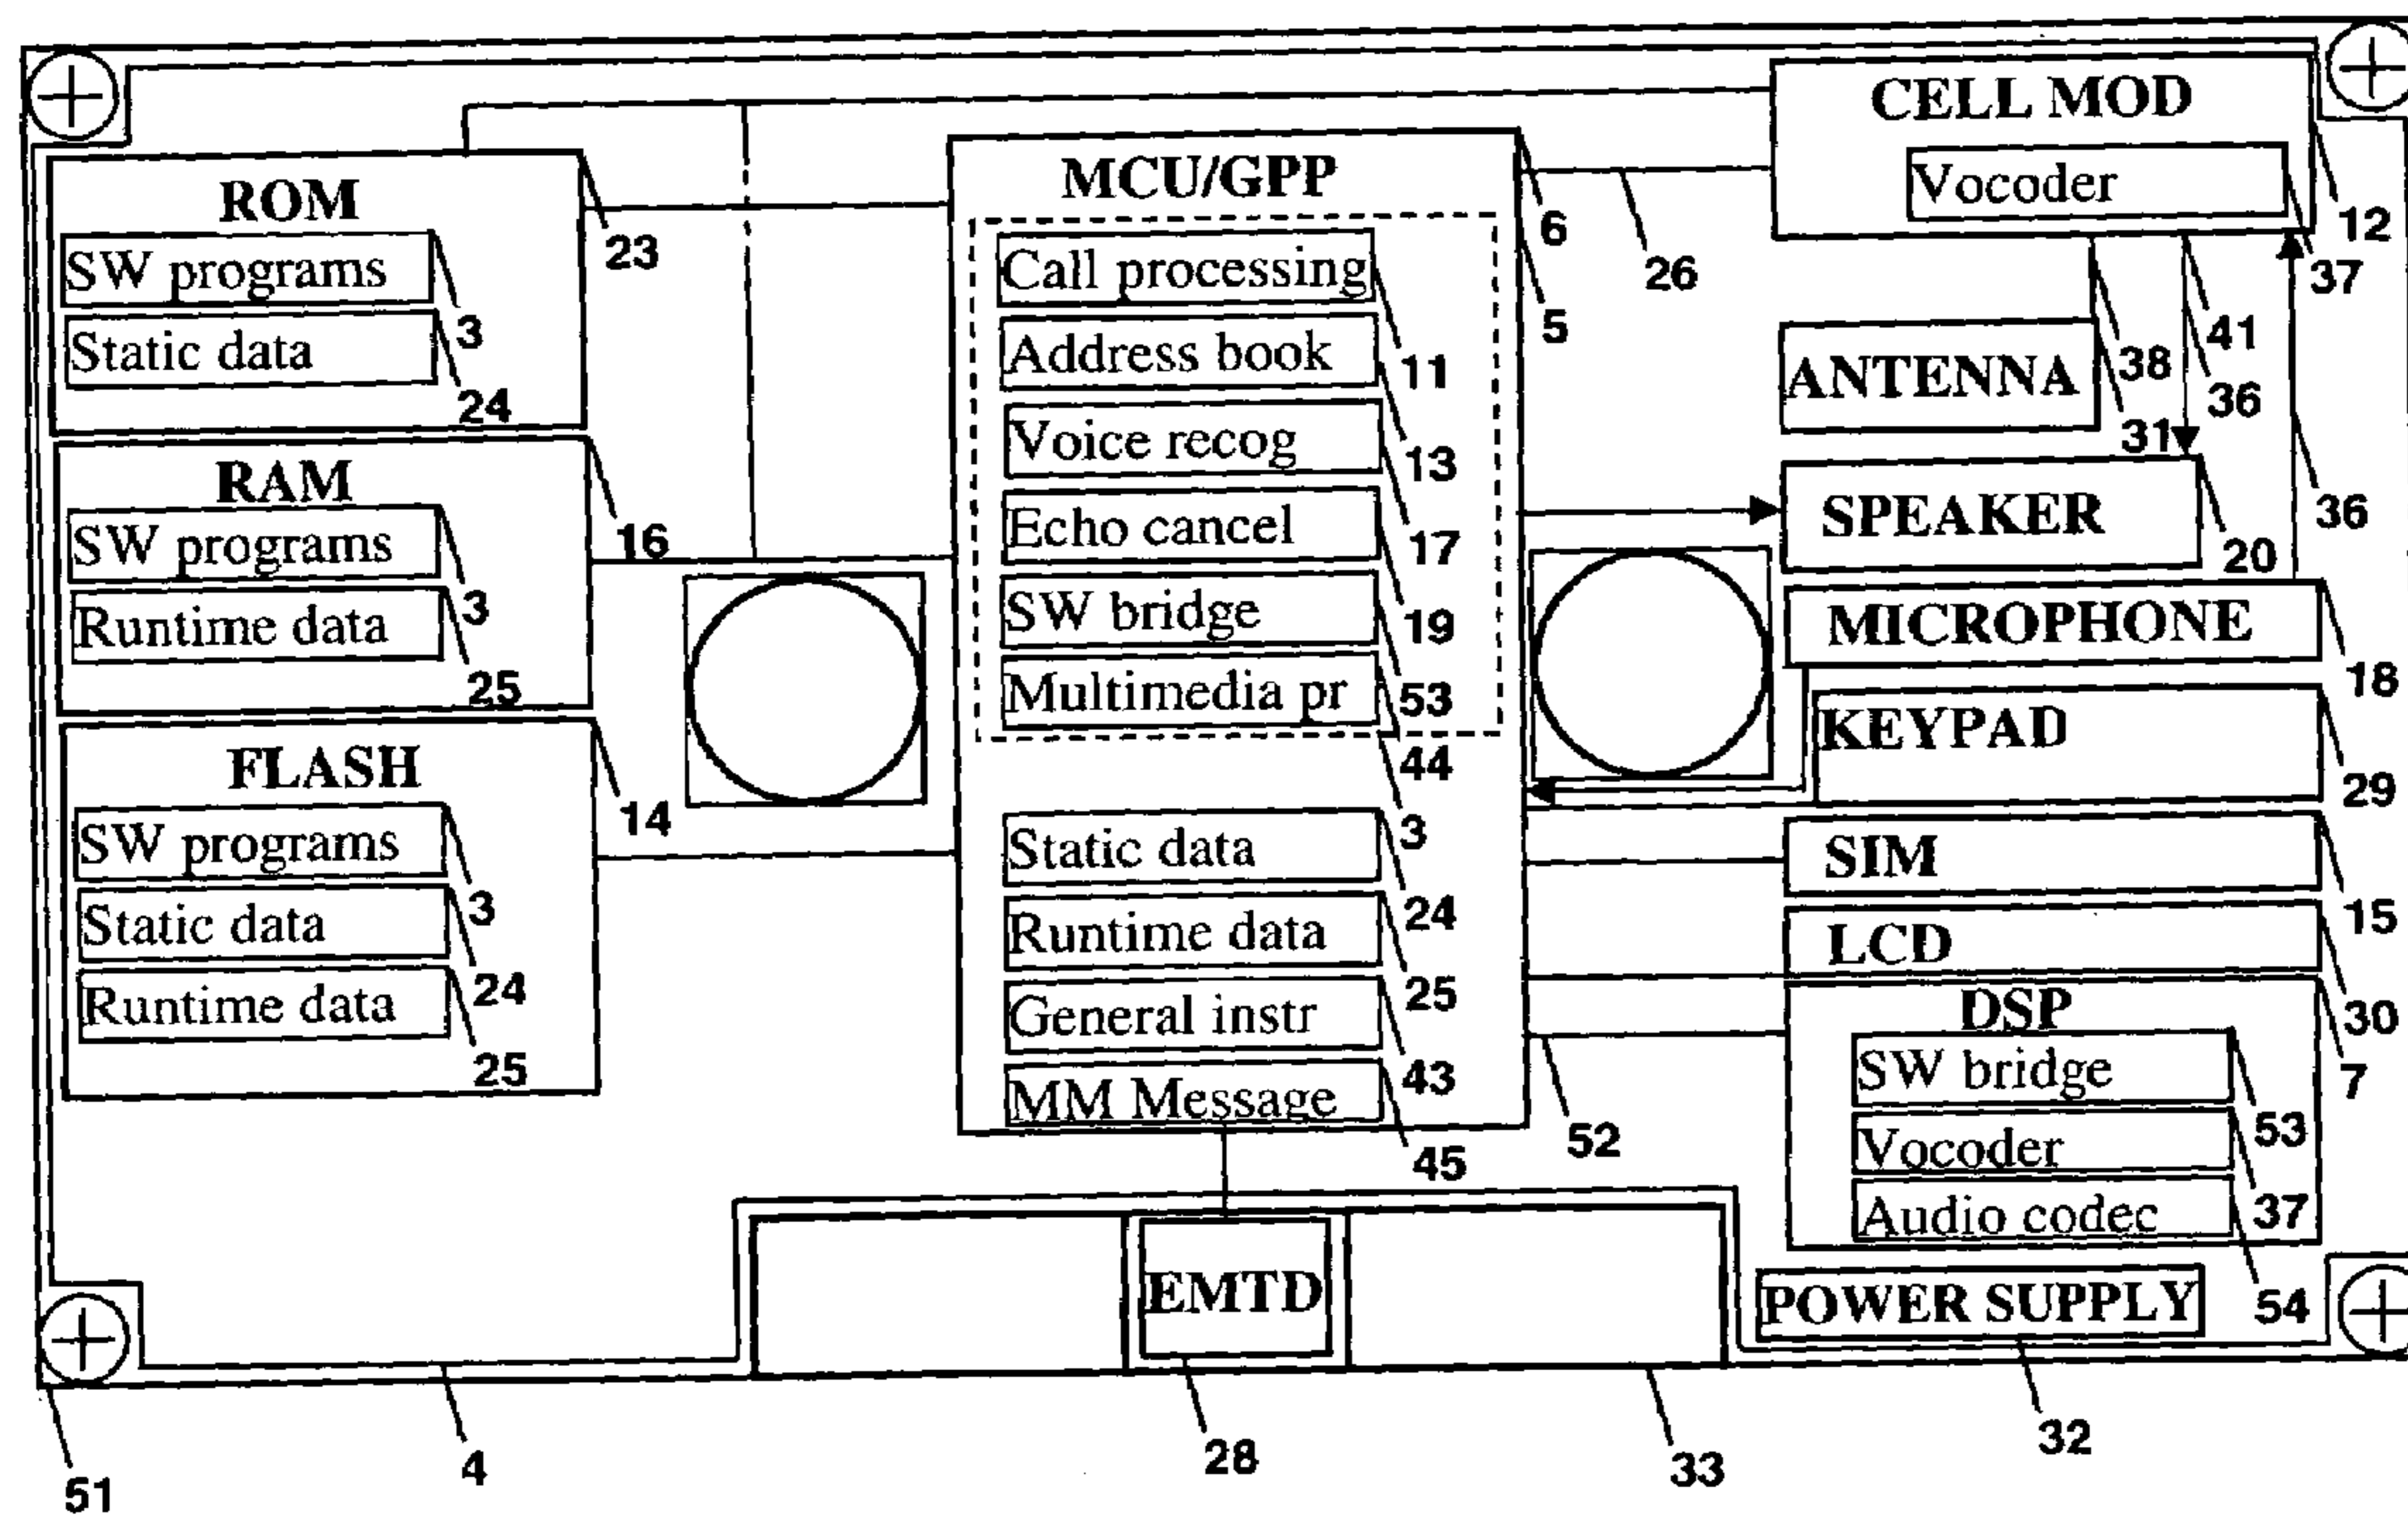 CELL MOD
Vocoder
12
37
ROM
23
SW programs
3
Static data
24
RAM
16
SW programs
3
Runtime data
25
FLASH
14
SW programs
3
Static data
24
Runtime data
25
MCU/GPP
6
5
26
Call processing
11
Address book
13
Voice recog
17
Echo cancel
19
SW bridge
53
Multimedia pr
44
3
Static data
24
Runtime data
25
General instr
43
MM Message
45
52
38
41
36
ANTENNA
31
36
SPEAKER
20
MICROPHONE
18
KEYPAD
29
SIM
15
LCD
30
DSP
7
SW bridge
53
Vocoder
37
Audio codec
54
EMTD
POWER SUPPLY
51
4
28
33
32